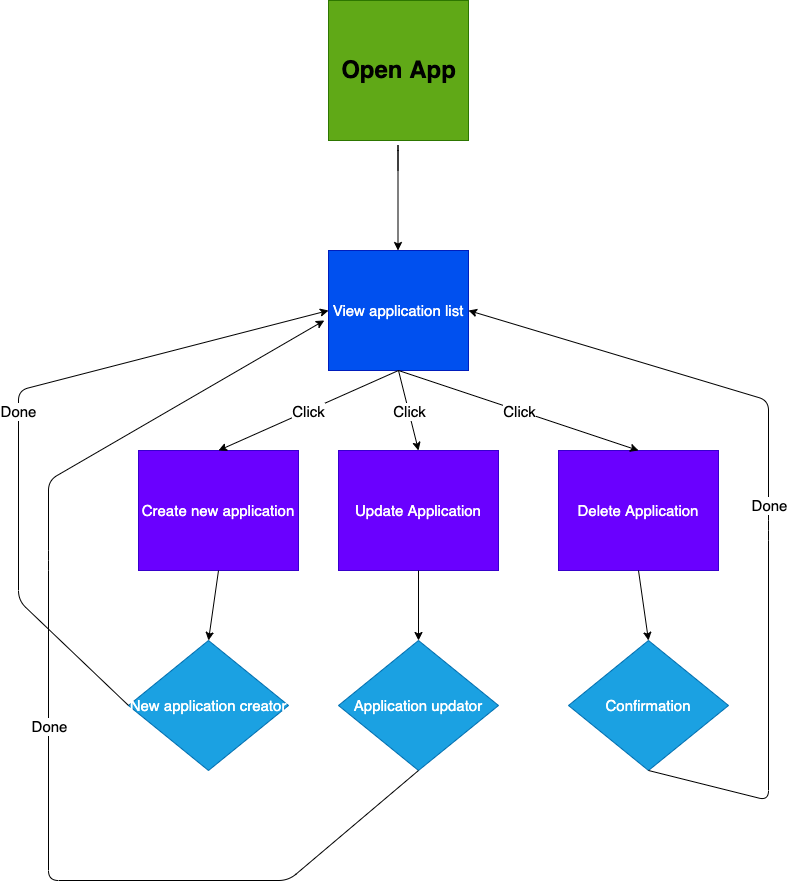 Open App
View application list
Done
Click
Click
Click
Done
Create new application
Update Application
Delete Application
New application creator
Application updator
Confirmation
Done